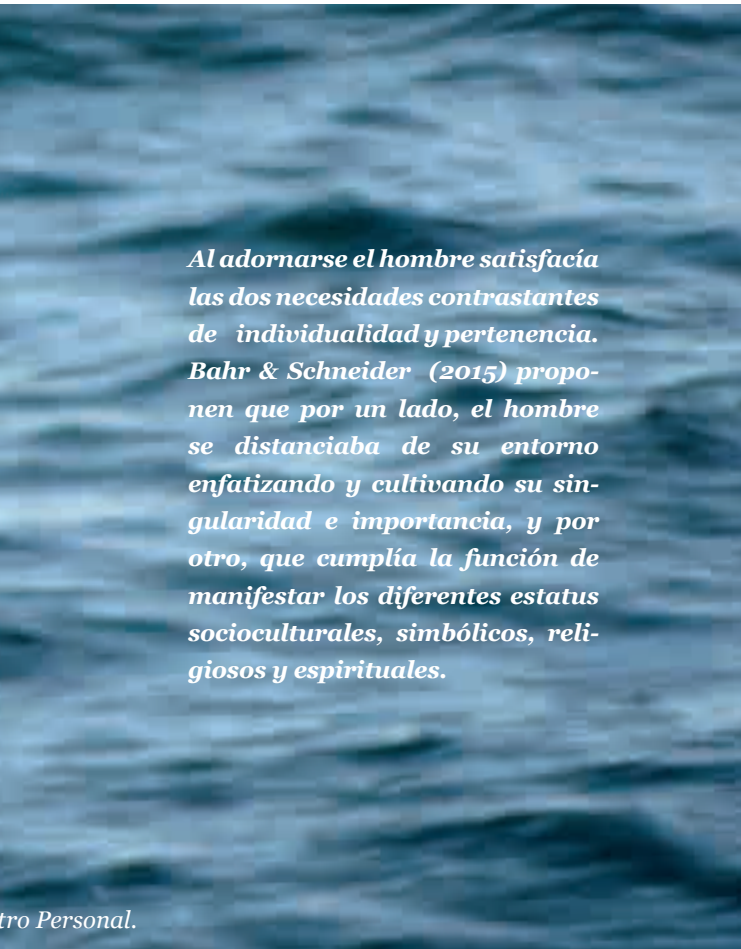 Al adornarse el hombre satisfacía
las dos necesidades contrastantes
de individualidad y pertenencia.
Bahr & Schneider (2015) propo-
nen que por un lado, el hombre
se distanciaba de su entorno
enfatizando y cultivando su sin-
gularidad e importancia, y por
otro, que cumplía la función de
manifestar los diferentes estatus
socioculturales, simbólicos, reli-
giosos y espirituales.
Personal.